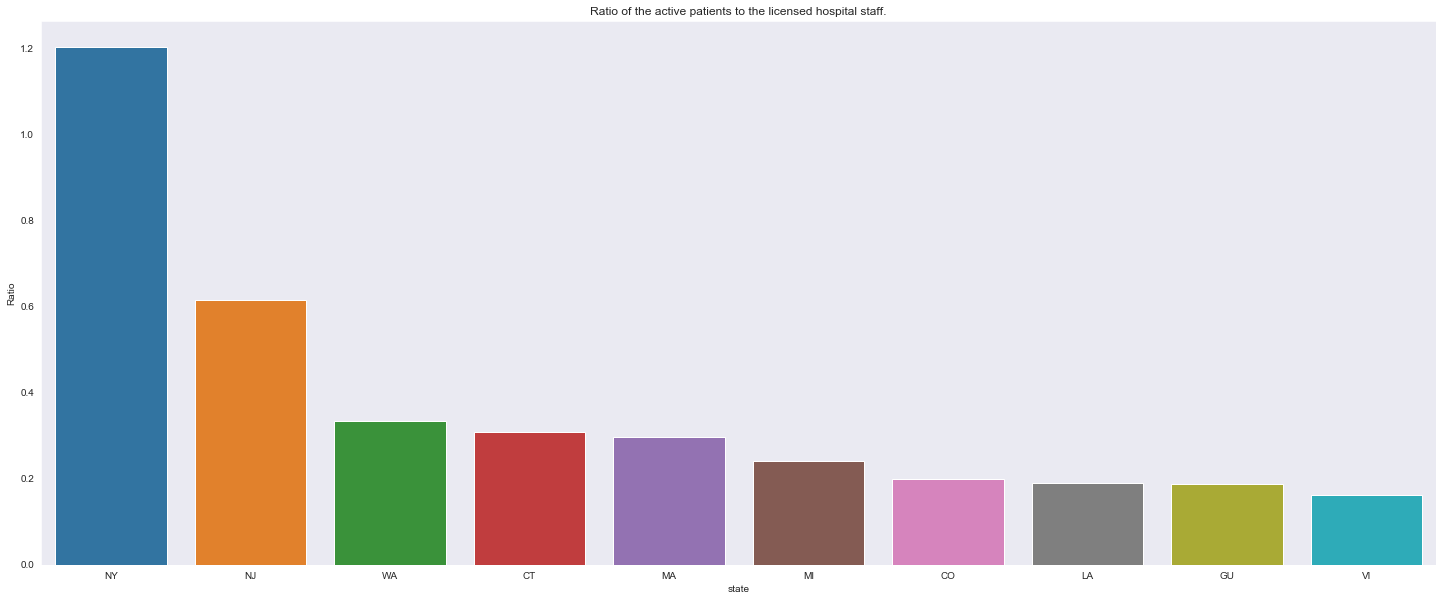 Ratio of the active patients to the licensed hospital staff.
1.2
1.0
0.8
0.6
0.4
0.2
0.0
Ratio
NY NJ WA CT MA MI CO LA GU VI
state